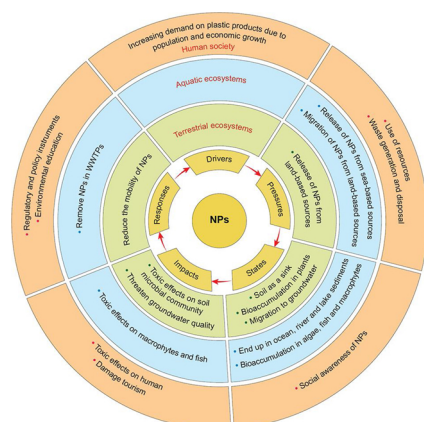 Increasing demand on plastic products due to
population and economic growth
Human society
Aquatic ecosystems
Terrestrial ecosystems
Drivers
Pressures
States
Impacts
Responses
NPs
• Use of resources
• Waste generation and disposal
• Release of NPs from sea-based sources
• Migration of NPs from land-based sources
• Release of NPs from
land-based sources
• Soil as a sink
• Bioaccumulation in plants
• Migration to groundwater
• End up in ocean, river and lake sediments
• Bioaccumulation in algae, fish and macrophytes
• Social awareness of NPs
• Toxic effects on soil
microbial community
• Threaten groundwater quality
• Toxic effects on macrophytes and fish
• Toxic effects on human
• Damage tourism
Reduce the mobility of NPs
• Remove NPs in WWTPs
• Regulatory and policy instruments
• Environmental education